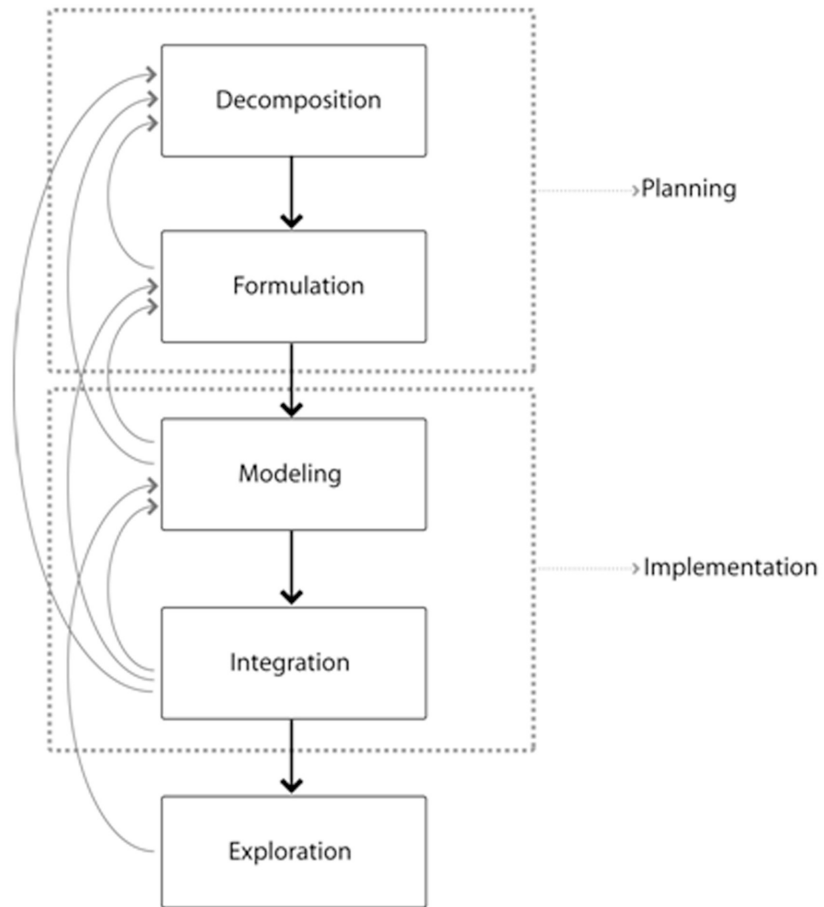 Decomposition
Planning
Formulation
Modeling
Implementation
Integration
Exploration